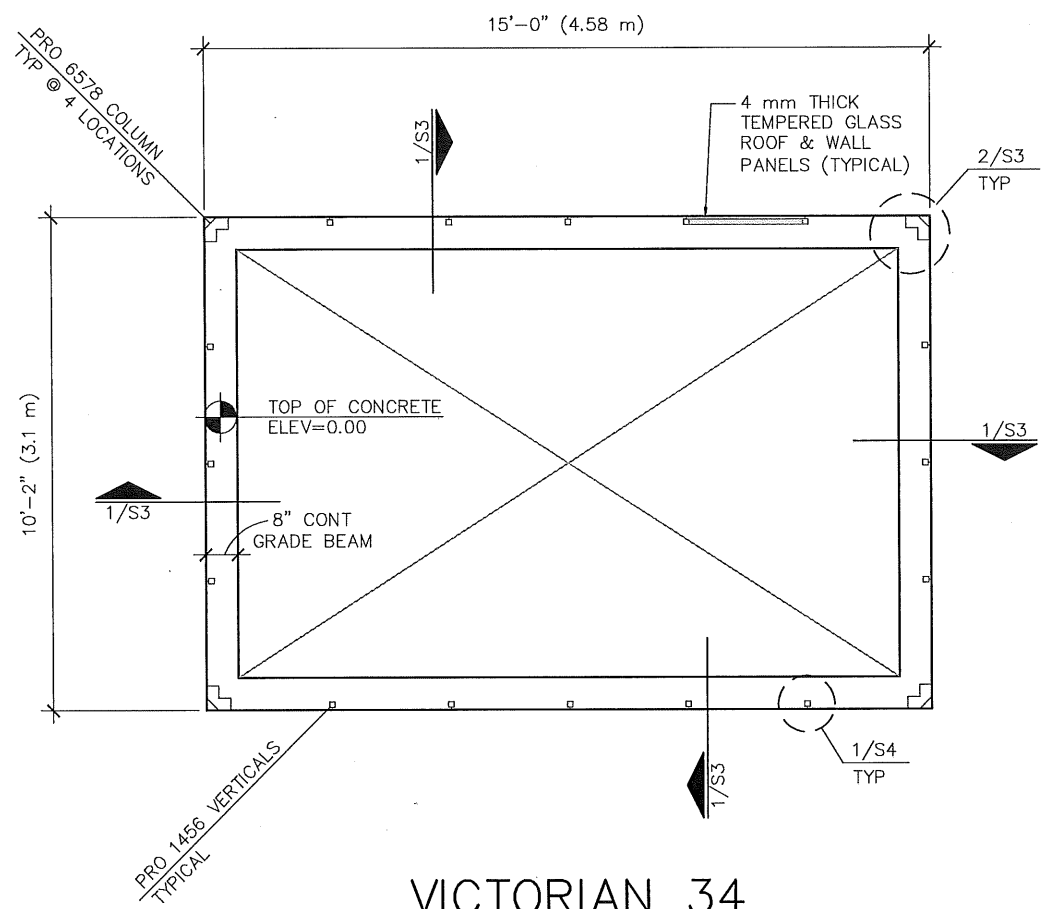 15'-0" (4.58 m)
PRO 6578 COLUMN
TYP @ 4 LOCATIONS
1/S3
4 mm THICK
TEMPERED GLASS
ROOF & WALL
PANELS (TYPICAL)
2/S3
TYP
10'-2" (3.1 m)
TOP OF CONCRETE
ELEV=0.00
1/S3
1/S3
8" CONT
GRADE BEAM
1/S3
1/S4
TYP
PRO 1456 VERTICALS
TYPICAL
VICTORIAN 34